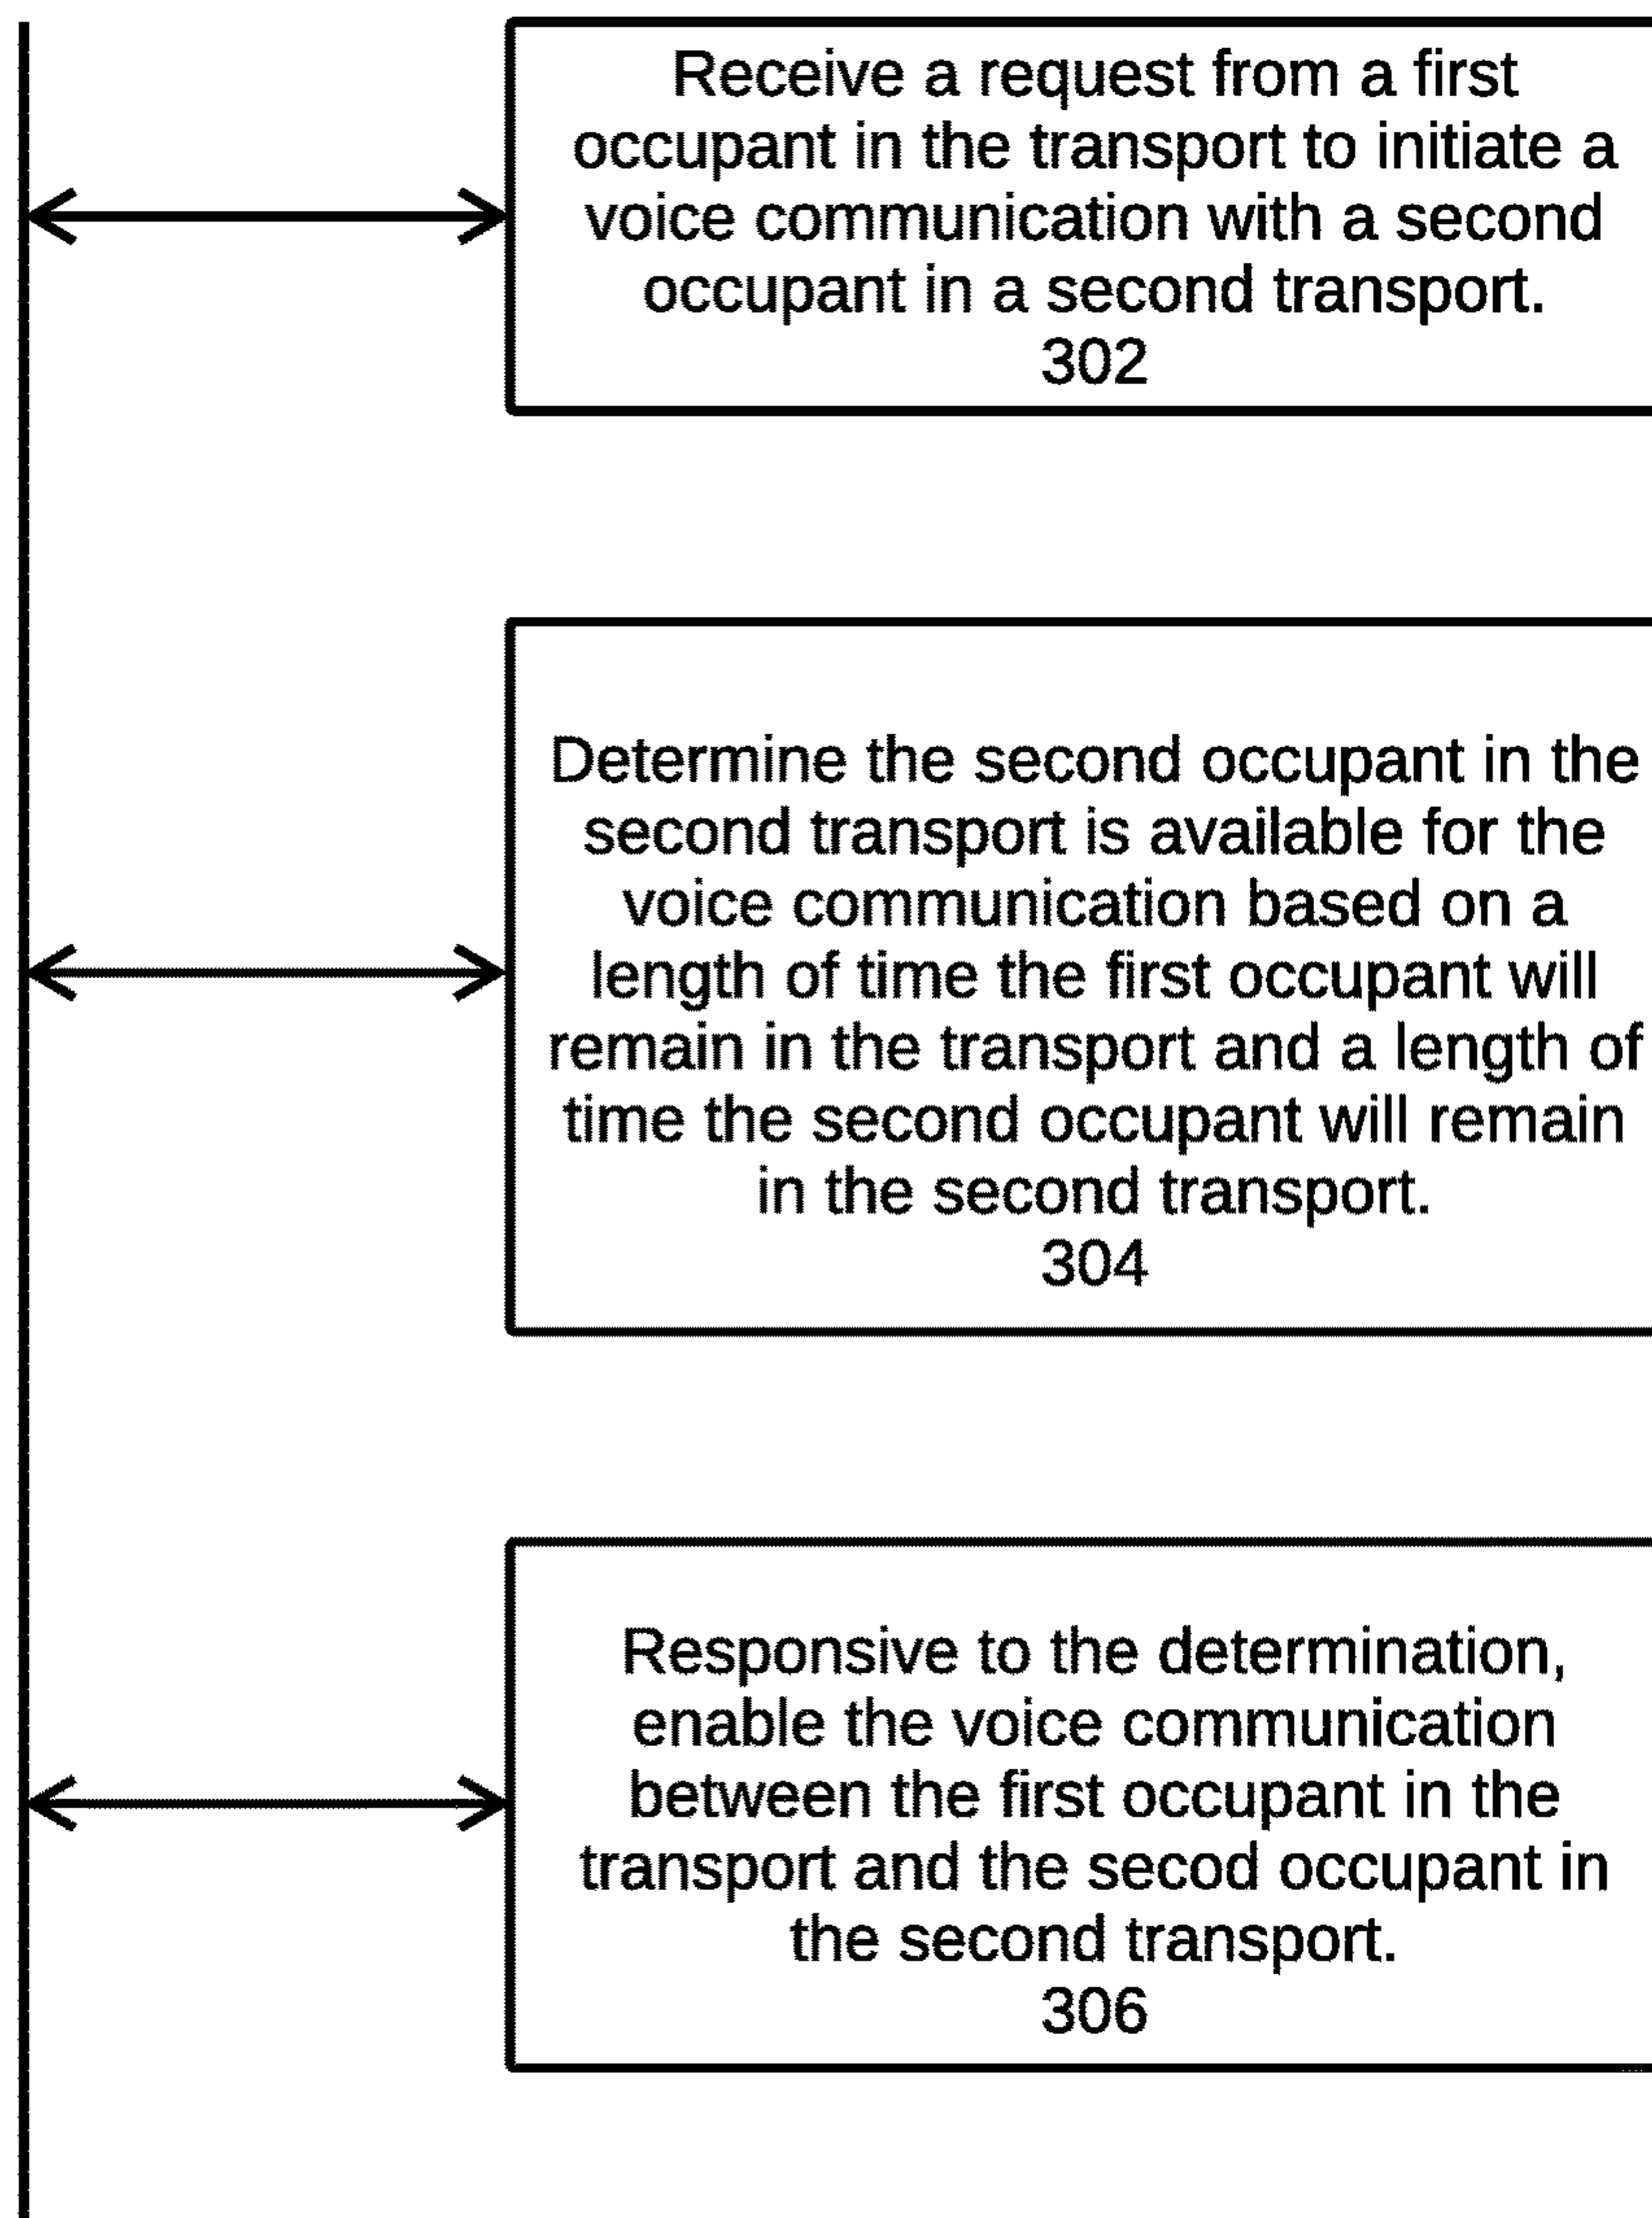 Receive a request from a first
occupant in the transport to initiate a
voice communication with a second
occupant in a second transport.
302
Determine the second occupant in the
second transport is available for the
voice communication based on a
length of time the first occupant will
remain in the transport and a length of
time the second occupant will remain
in the second transport.
304
Responsive to the determination,
enable the voice communication
between the first occupant in the
transport and the secod occupant in
the second transport.
306